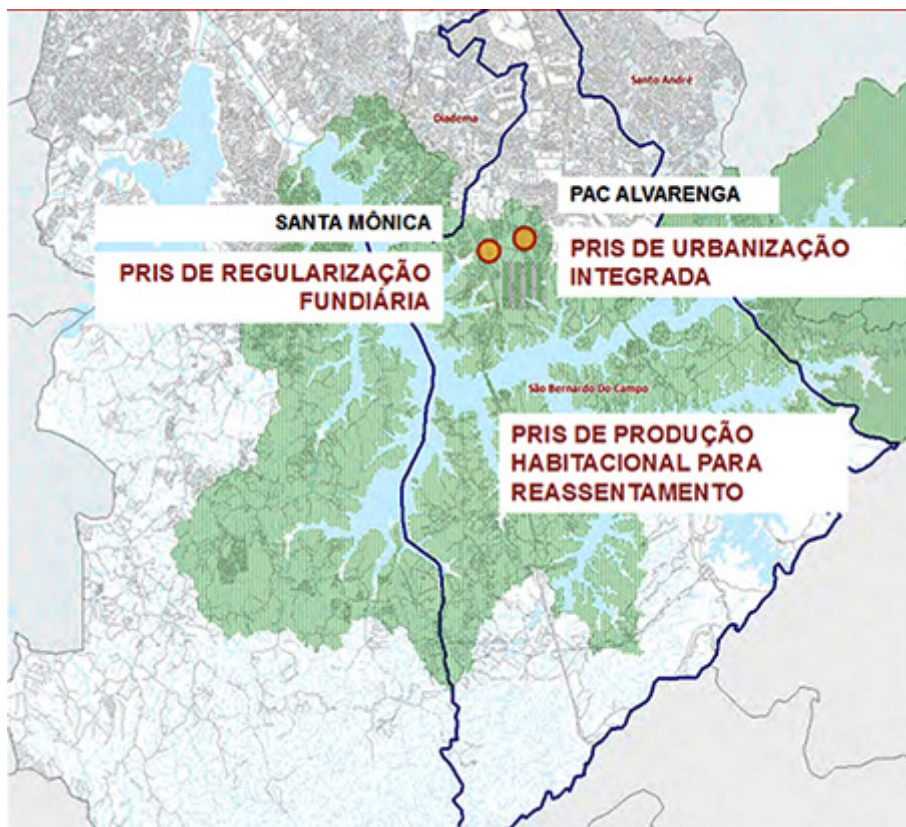 Santo André
Diadema
PAC ALVARENGA
SANTA MÔNICA
PRIS DE URBANIZAÇÃO
INTEGRADA
PRIS DE REGULARIZAÇÃO
FUNDIÁRIA
São Bernardo Do Campo
PRIS DE PRODUÇÃO
HABITACIONAL PARA
REASSENTAMENTO